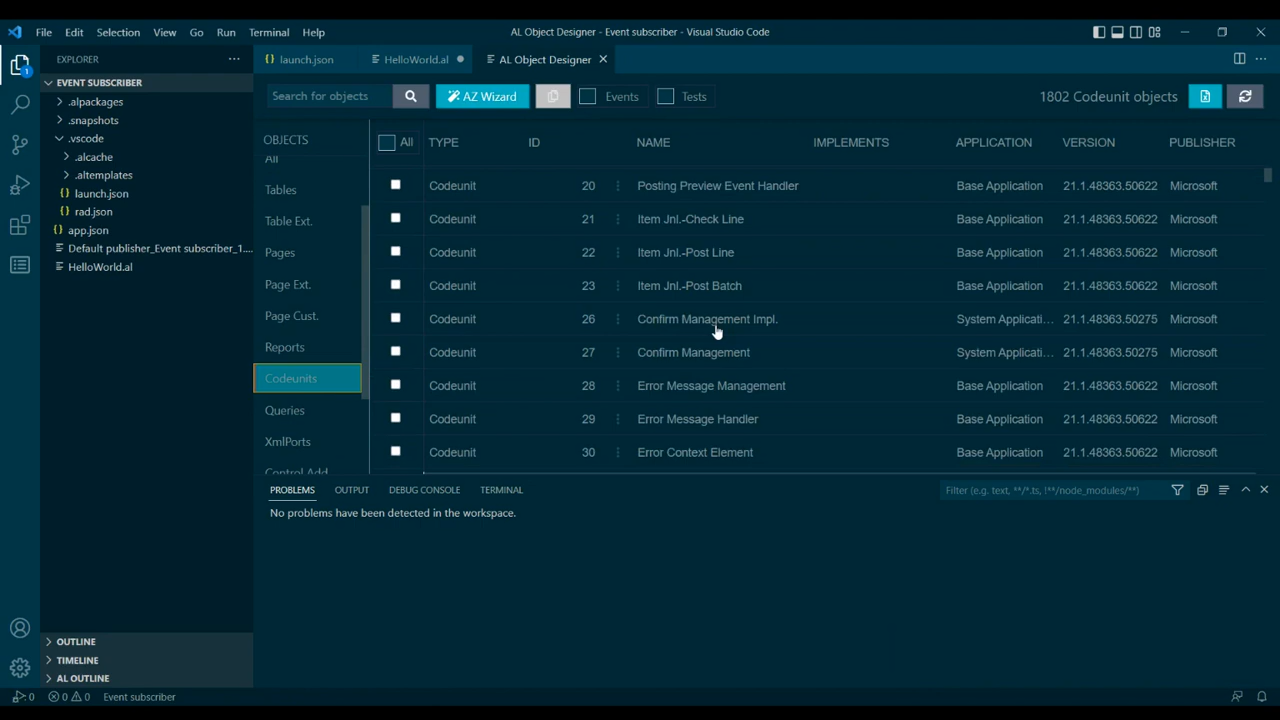 File Edit Selection View Go Run Terminal Help
AL Object Designer - Event subscriber - Visual Studio Code
EXPLORER
EVENT SUBSCRIBER
.alpackages
.snapshots
.vscode
.alcache
.altemplates
launch.json
rad.json
app.json
Default publisher_Event subscriber_1....
HelloWorld.al
OUTLINE
TIMELINE
AL OUTLINE
launch.json HelloWorld.al AL Object Designer
Search for objects AZ Wizard Events Tests 1802 Codeunit objects
OBJECTS
All
Tables
Table Ext.
Pages
Page Ext.
Page Cust.
Reports
Codeunits
Queries
XmlPorts
Control Add
All TYPE ID NAME IMPLEMENTS APPLICATION VERSION PUBLISHER
Codeunit 20 Posting Preview Event Handler Base Application 21.1.48363.50622 Microsoft
Codeunit 21 Item Jnl.-Check Line Base Application 21.1.48363.50622 Microsoft
Codeunit 22 Item Jnl.-Post Line Base Application 21.1.48363.50622 Microsoft
Codeunit 23 Item Jnl.-Post Batch Base Application 21.1.48363.50622 Microsoft
Codeunit 26 Confirm Management Impl. System Applicati... 21.1.48363.50275 Microsoft
Codeunit 27 Confirm Management System Applicati... 21.1.48363.50275 Microsoft
Codeunit 28 Error Message Management Base Application 21.1.48363.50622 Microsoft
Codeunit 29 Error Message Handler Base Application 21.1.48363.50622 Microsoft
Codeunit 30 Error Context Element Base Application 21.1.48363.50622 Microsoft
PROBLEMS OUTPUT DEBUG CONSOLE TERMINAL Filter (e.g. text, **/*.ts, !**/node_modules/**)
No problems have been detected in the workspace.
0 0 0 Event subscriber